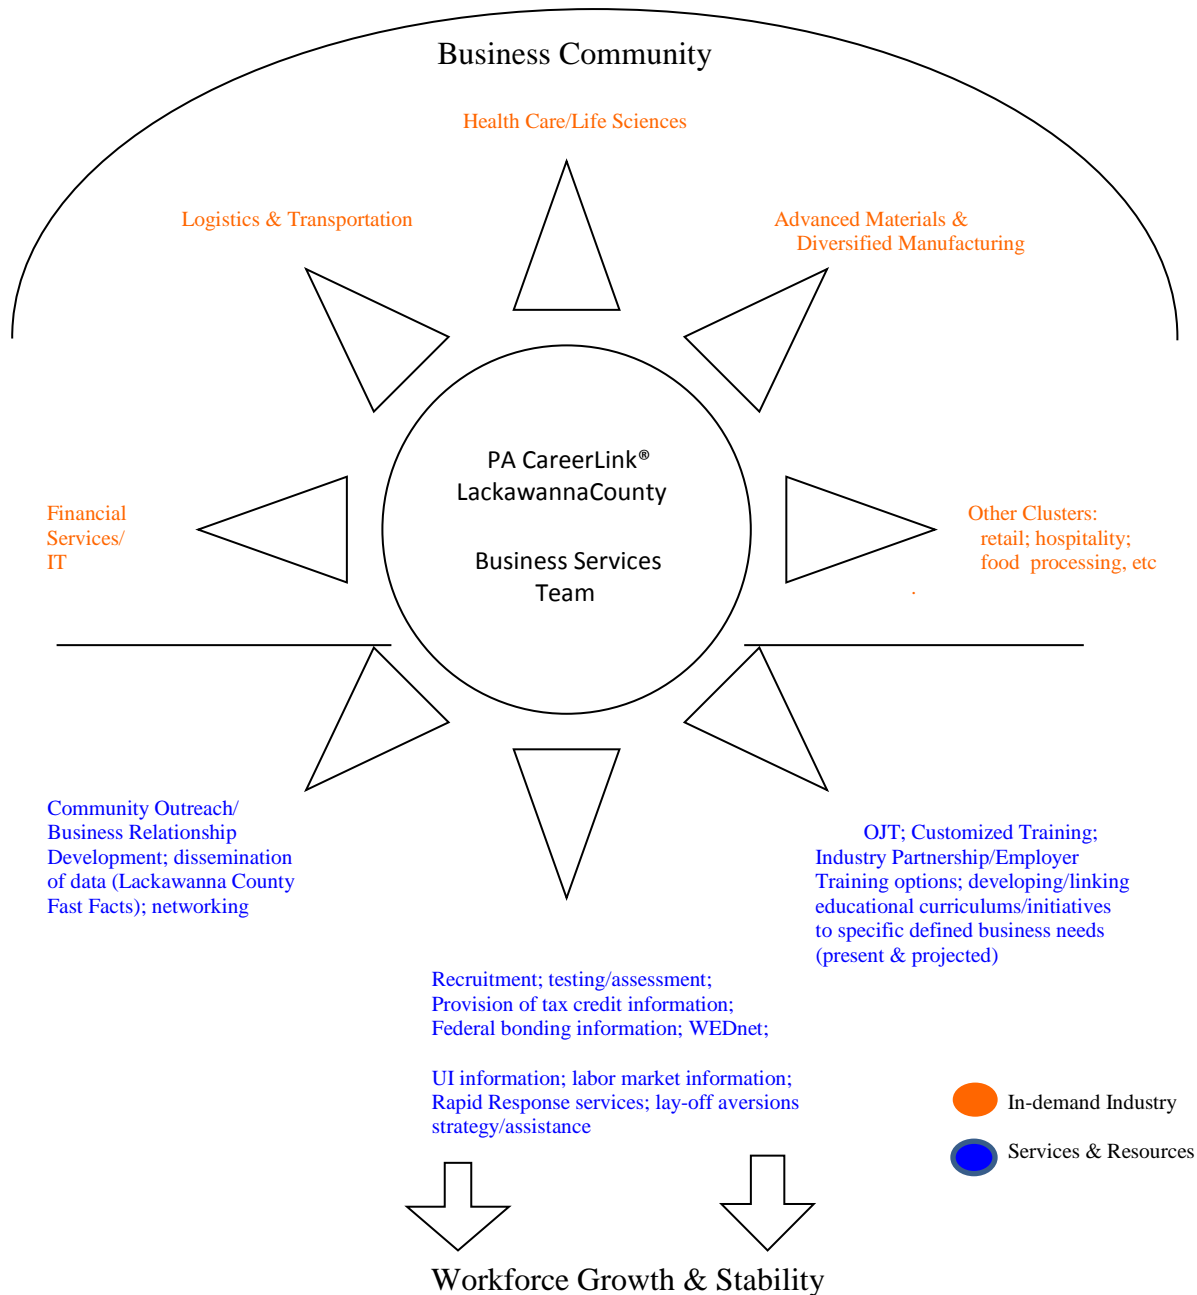 Business Community
Health Care/Life Sciences
Logistics & Transportation
Advanced Materials &
Diversified Manufacturing
PA CareerLink®
LackawannaCounty
Business Services
Team
Financial
Services/
IT
Other Clusters:
retail; hospitality;
food processing, etc
.
Community Outreach/
Business Relationship
Development; dissemination
of data (Lackawanna County
Fast Facts); networking
OJT; Customized Training;
Industry Partnership/Employer
Training options; developing/linking
educational curriculums/initiatives
to specific defined business needs
(present & projected)
Recruitment; testing/assessment;
Provision of tax credit information;
Federal bonding information; WEDnet;
UI information; labor market information;
Rapid Response services; lay-off aversions
strategy/assistance
In-demand Industry
Services & Resources
Workforce Growth & Stability